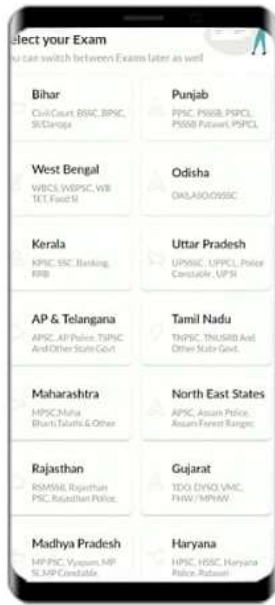 elect your Exam
u can switch between Exams later as well
Bihar
Civil Court, BSSC, BPSC,
SI/Daroga
Punjab
PPSC, PSSSB, PSPCL,
PSSSB Patwari, PSPCL
West Bengal
WBCS, WBPSC, WB
TET, Food SI
Odisha
OAS, ASO, OSSSC
Kerala
KPSC, SSC, Banking,
RRB
Uttar Pradesh
UPSSSC, UPPCL, Police
Constable, UP SI
AP & Telangana
APSC, AP Police, TSPSC
And Other State Govt
Tamil Nadu
TNPSC, TNUSRB And
Other State Govt.
Maharashtra
MPSC, Maha
Bharti, Talathi & Other
North East States
APSC, Assam Police,
Assam Forest Ranger,
Rajasthan
RSMSSB, Rajasthan
PSC, Rajasthan Police,
Gujarat
TDO, DYSO, VMC,
FHW / MPHW
Madhya Pradesh
MP PSC, Vyapam, MP
SI, MP Constable
Haryana
HPSC, HSSC, Haryana
Police, Patwari